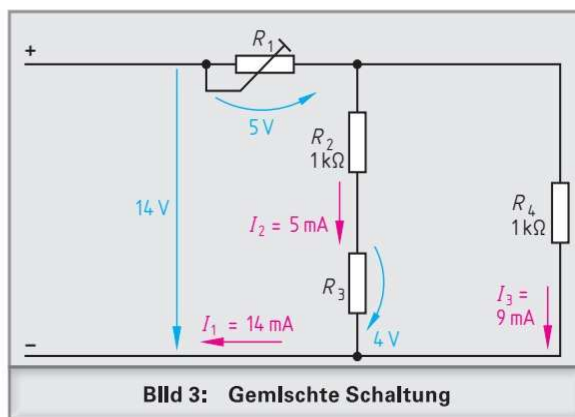 R1
+
5 V
R2
1 kΩ
14 V
R4
1 kΩ
I2 = 5 mA
R3
I3 =
9 mA
I1 = 14 mA
4 V
–
Bild 3: Gemischte Schaltung